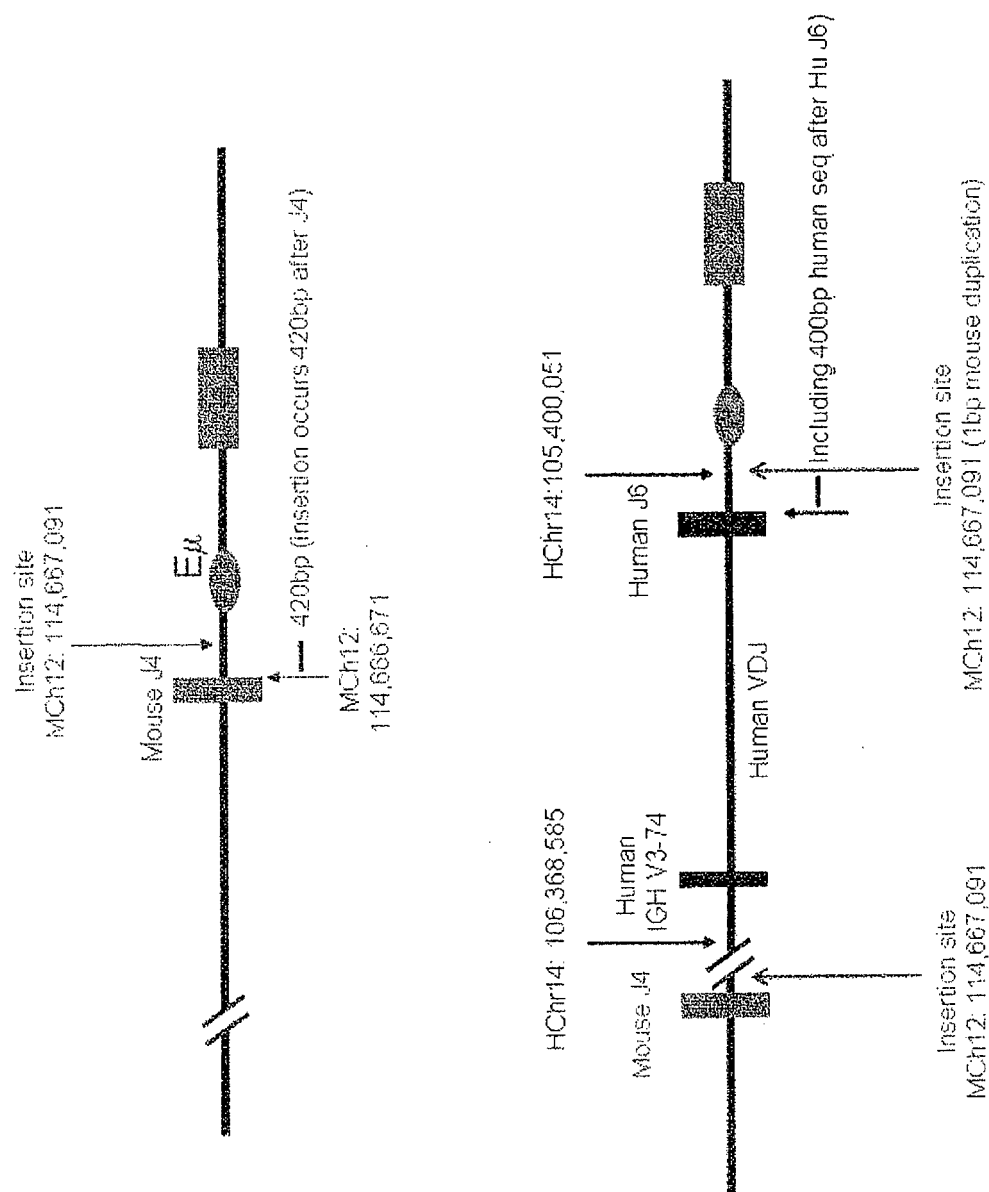 Insertion site
MCh12: 114,667,091
Mouse J4
Eμ
420bp (insertion occurs 420bp after J4)
MCh12:
114,666,671
HChr14: 106,368,585
HChr14:105,400,051
Mouse J4
Human
IGH V3-74
Human VDJ
Human J6
Including 400bp human seq after Hu J6)
Insertion site
MCh12: 114,667,091
Insertion site
MCh12: 114,667,091 (1bp mouse duplication)